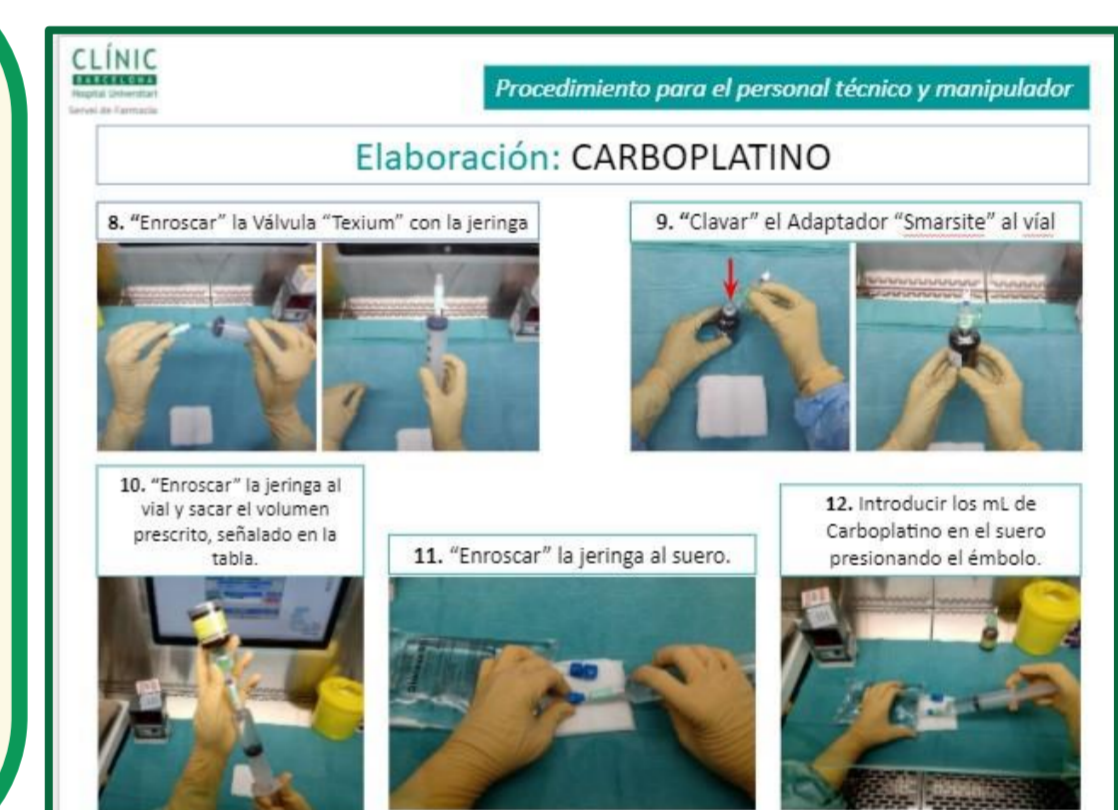 CLÍNIC
BARCELONA
Hospital Universitari
Servei de Farmacia
Procedimiento para el personal técnico y manipulador
Elaboración: CARBOPLATINO
8. “Enroscar” la Válvula “Texium” con la jeringa
9. “Clavar” el Adaptador “Smarsite” al víal
10. “Enroscar” la jeringa al
vial y sacar el volumen
prescrito, señalado en la
tabla.
11. “Enroscar” la jeringa al suero.
12. Introducir los mL de
Carboplatino en el suero
presionando el émbolo.